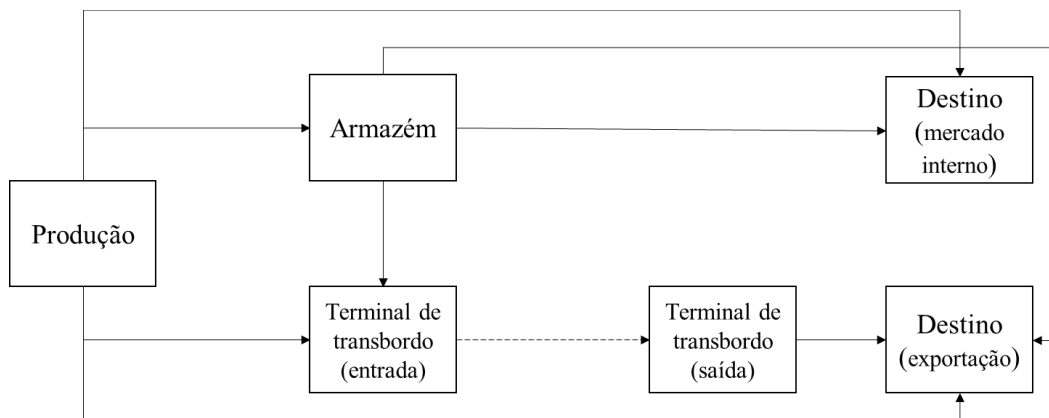 Armazém
Destino
(mercado
interno)
Produção
Terminal de
transbordo
(entrada)
Terminal de
transbordo
(saída)
Destino
(exportação)